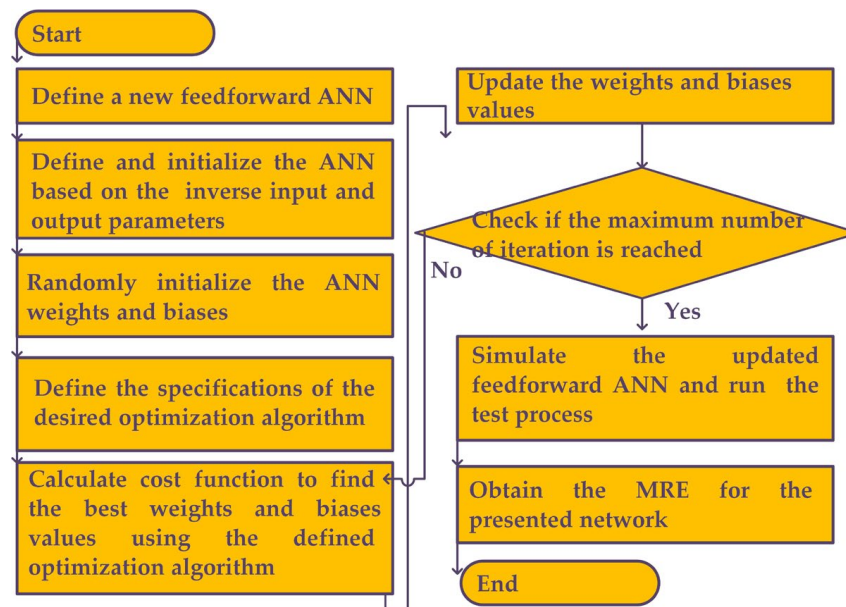 Start
Define a new feedforward ANN
Define and initialize the ANN
based on the inverse input and
output parameters
Randomly initialize the ANN
weights and biases
Define the specifications of the
desired optimization algorithm
Calculate cost function to find
the best weights and biases
values using the defined
optimization algorithm
Update the weights and biases
values
Check if the maximum number
of iteration is reached
No
Yes
Simulate the updated
feedforward ANN and run the
test process
Obtain the MRE for the
presented network
End